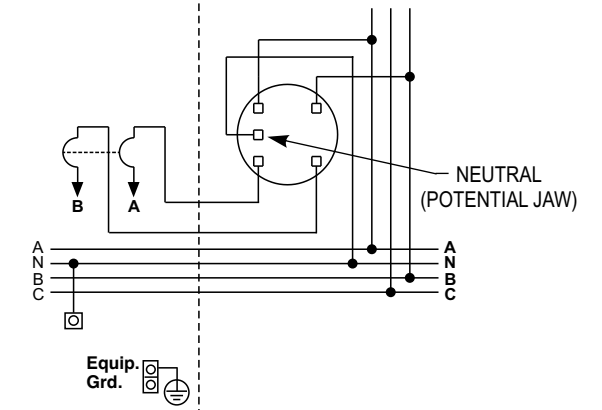 NEUTRAL
(POTENTIAL JAW)
B A
A A
N N
B B
C C
Equip.
Grd.